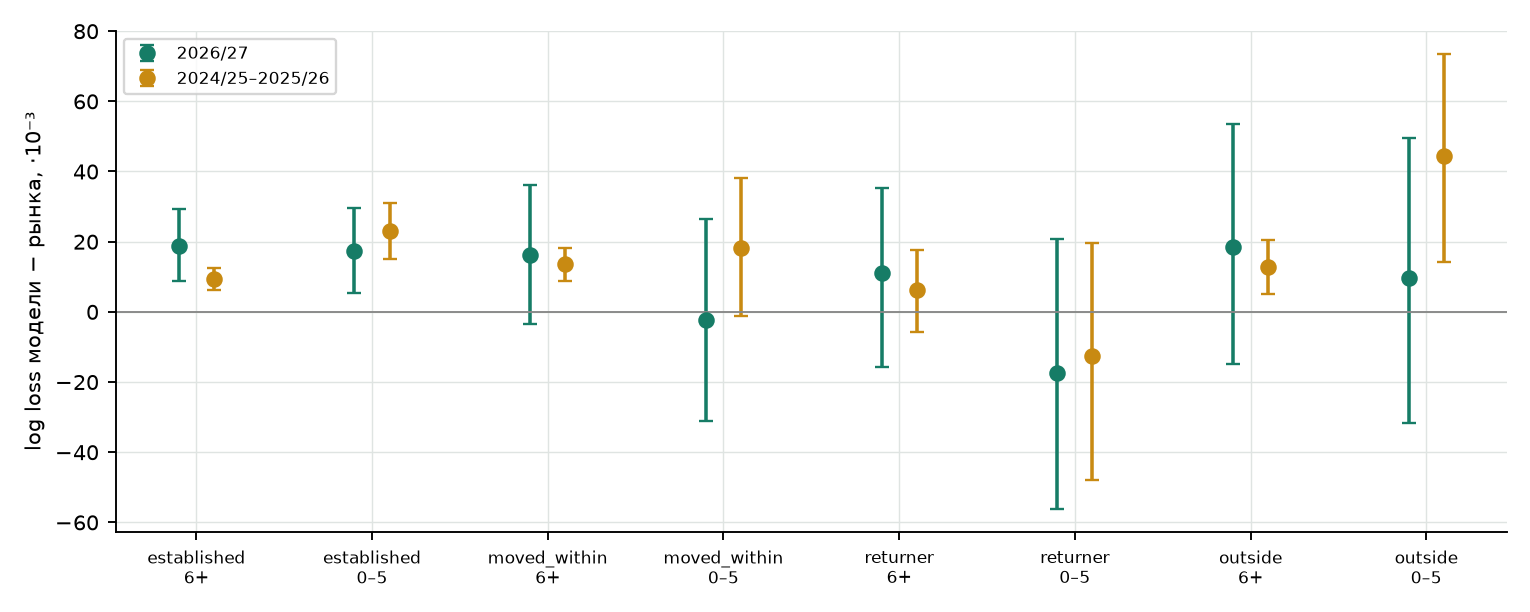 80
60
40
20
0
−20
−40
−60
log loss модели − рынка, ·10⁻³
2026/27
2024/25–2025/26
established
6+
established
0–5
moved_within
6+
moved_within
0–5
returner
6+
returner
0–5
outside
6+
outside
0–5